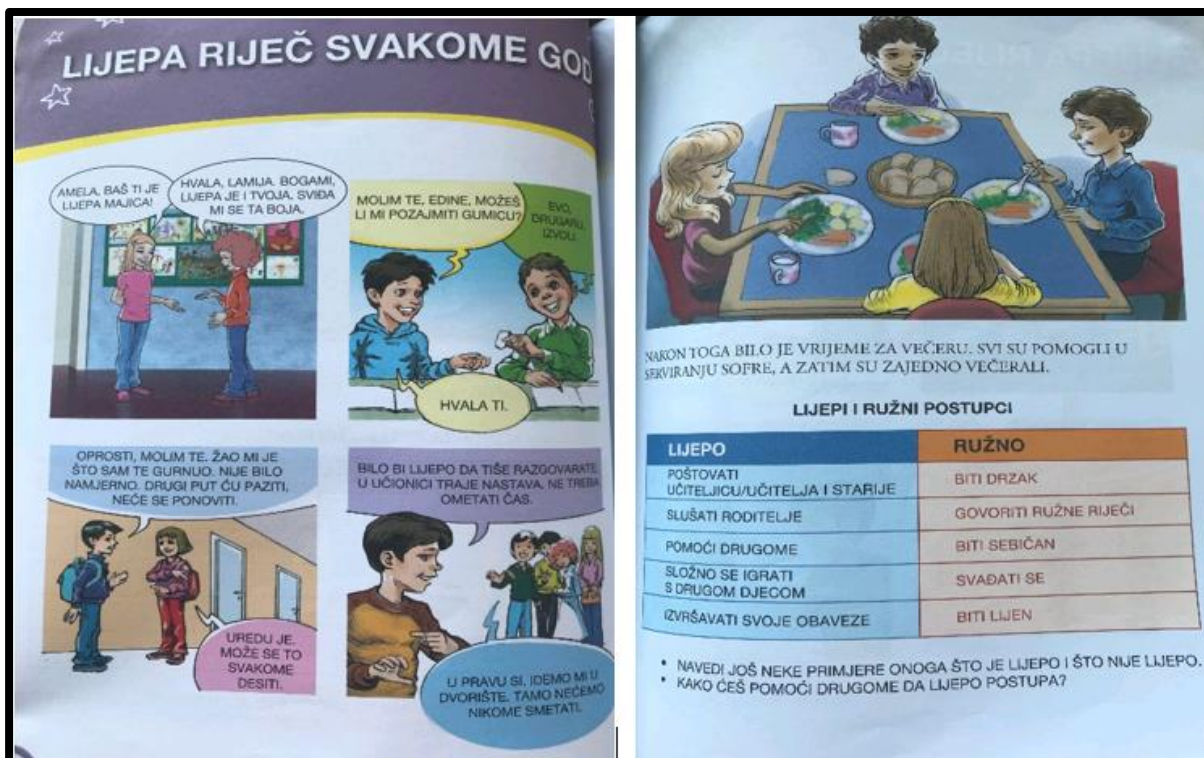 LIJEPA RIJEČ SVAKOME GOD
AMELA, BAŠ TI JE
LIJEPA MAJICA!
HVALA, LAMIJA. BOGAMI,
LIJEPA JE I TVOJA. SVIĐA
MI SE TA BOJA.
MOLIM TE, EDINE, MOŽEŠ
LI MI POZAJMITI GUMICU?
EVO,
DRUGARU,
IZVOLI.
HVALA TI.
OPROSTI, MOLIM TE. ŽAO MI JE
ŠTO SAM TE GURNUO. NIJE BILO
NAMJERNO. DRUGI PUT ĆU PAZITI,
NEĆE SE PONOVITI.
UREDU JE.
MOŽE SE TO
SVAKOME
DESITI.
BILO BI LIJEPO DA TIŠE RAZGOVARATE.
U UČIONICI TRAJE NASTAVA. NE TREBA
OMETATI ČAS.
U PRAVU SI, IDEMO MI U
DVORIŠTE. TAMO NEĆEMO
NIKOME SMETATI.
NAKON TOGA BILO JE VRIJEME ZA VEČERU. SVI SU POMOGLI U
SERVIRANJU SOFRE, A ZATIM SU ZAJEDNO VEČERALI.
LIJEPI I RUŽNI POSTUPCI
LIJEPO RUŽNO
POŠTOVATI
UČITELJICU/UČITELJA I STARIJE BITI DRZAK
SLUŠATI RODITELJE GOVORITI RUŽNE RIJEČI
POMOĆI DRUGOME BITI SEBIČAN
SLOŽNO SE IGRATI
S DRUGOM DJECOM SVAĐATI SE
IZVRŠAVATI SVOJE OBAVEZE BITI LIJEN
• NAVEDI JOŠ NEKE PRIMJERE ONOGA ŠTO JE LIJEPO I ŠTO NIJE LIJEPO.
• KAKO ĆEŠ POMOĆI DRUGOME DA LIJEPO POSTUPA?